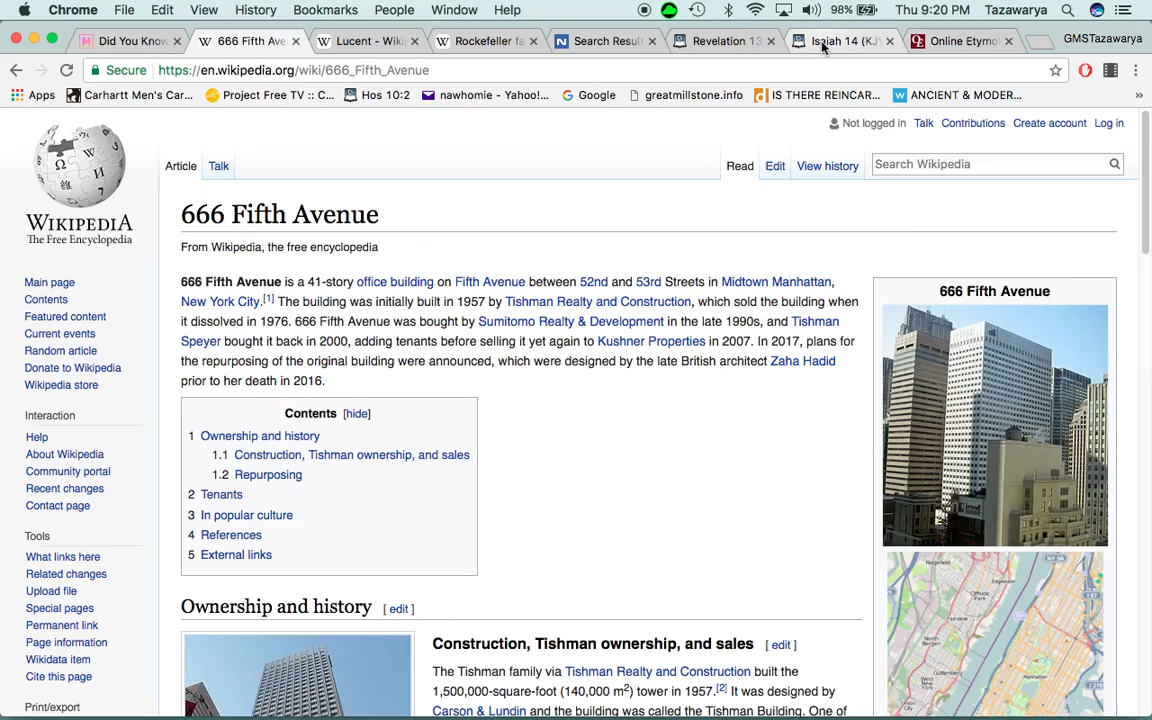 Chrome File Edit View History Bookmarks People Window Help 98% Thu 9:20 PM Tazawarya
Did You Know 666 Fifth Ave Lucent - Wiki Rockefeller fa Search Resul Revelation 13 Isaiah 14 (KJV Online Etymol GMSTazawarya
Secure https://en.wikipedia.org/wiki/666_Fifth_Avenue
Apps Carhartt Men's Car... Project Free TV :: C... Hos 10:2 nawhomie - Yahoo!... Google greatmillstone.info IS THERE REINCAR... ANCIENT & MODER... »
Not logged in Talk Contributions Create account Log in
Article Talk Read Edit View history Search Wikipedia
WIKIPEDIA
The Free Encyclopedia
Main page
Contents
Featured content
Current events
Random article
Donate to Wikipedia
Wikipedia store
Interaction
Help
About Wikipedia
Community portal
Recent changes
Contact page
Tools
What links here
Related changes
Upload file
Special pages
Permanent link
Page information
Wikidata item
Cite this page
Print/export
666 Fifth Avenue
From Wikipedia, the free encyclopedia
666 Fifth Avenue is a 41-story office building on Fifth Avenue between 52nd and 53rd Streets in Midtown Manhattan,
New York City.[1] The building was initially built in 1957 by Tishman Realty and Construction, which sold the building when
it dissolved in 1976. 666 Fifth Avenue was bought by Sumitomo Realty & Development in the late 1990s, and Tishman
Speyer bought it back in 2000, adding tenants before selling it yet again to Kushner Properties in 2007. In 2017, plans for
the repurposing of the original building were announced, which were designed by the late British architect Zaha Hadid
prior to her death in 2016.
Contents [hide]
1 Ownership and history
1.1 Construction, Tishman ownership, and sales
1.2 Repurposing
2 Tenants
3 In popular culture
4 References
5 External links
Ownership and history [ edit ]
Construction, Tishman ownership, and sales [ edit ]
The Tishman family via Tishman Realty and Construction built the
1,500,000-square-foot (140,000 m2) tower in 1957.[2] It was designed by
Carson & Lundin and the building was called the Tishman Building. One of
666 Fifth Avenue